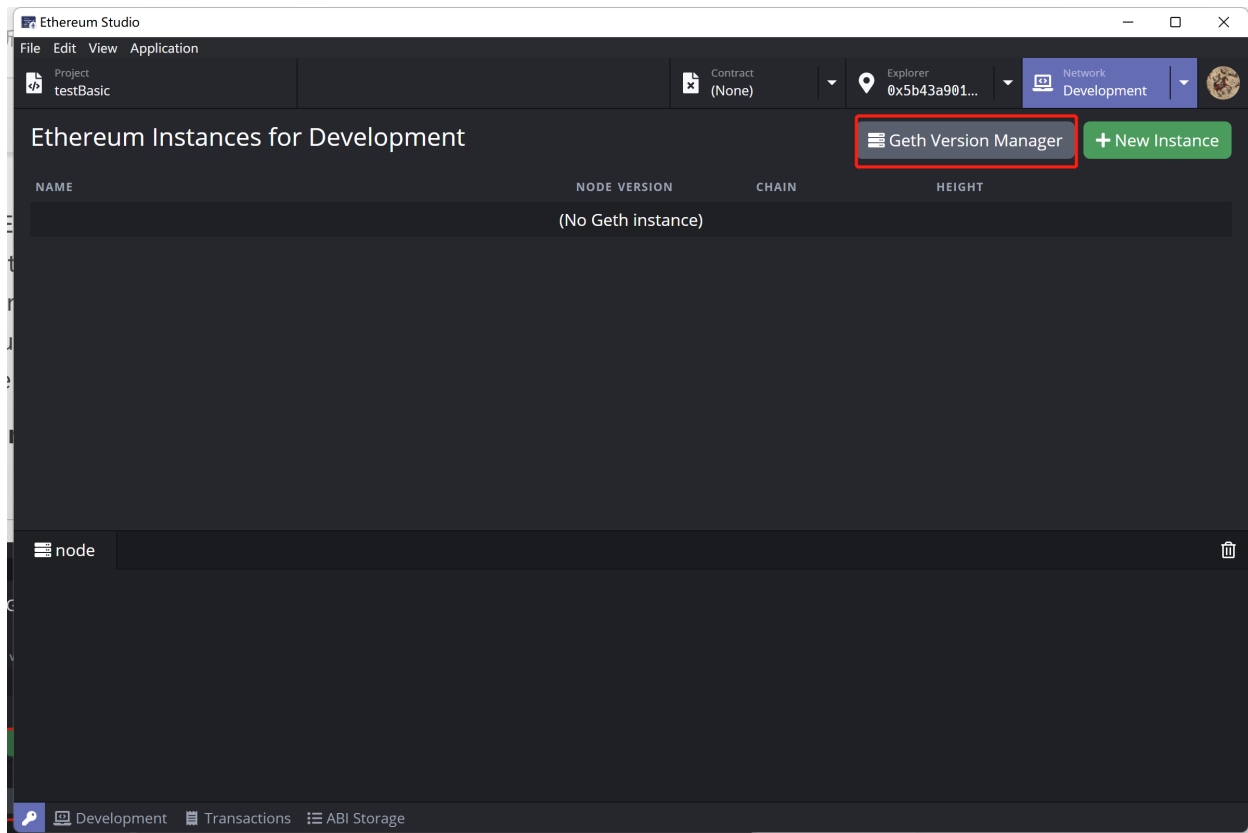 Ethereum Studio
File Edit View Application
Project
testBasic
Contract
(None)
Explorer
0x5b43a901...
Network
Development
Ethereum Instances for Development
Geth Version Manager
New Instance
NAME NODE VERSION CHAIN HEIGHT
(No Geth instance)
node
Development Transactions ABI Storage